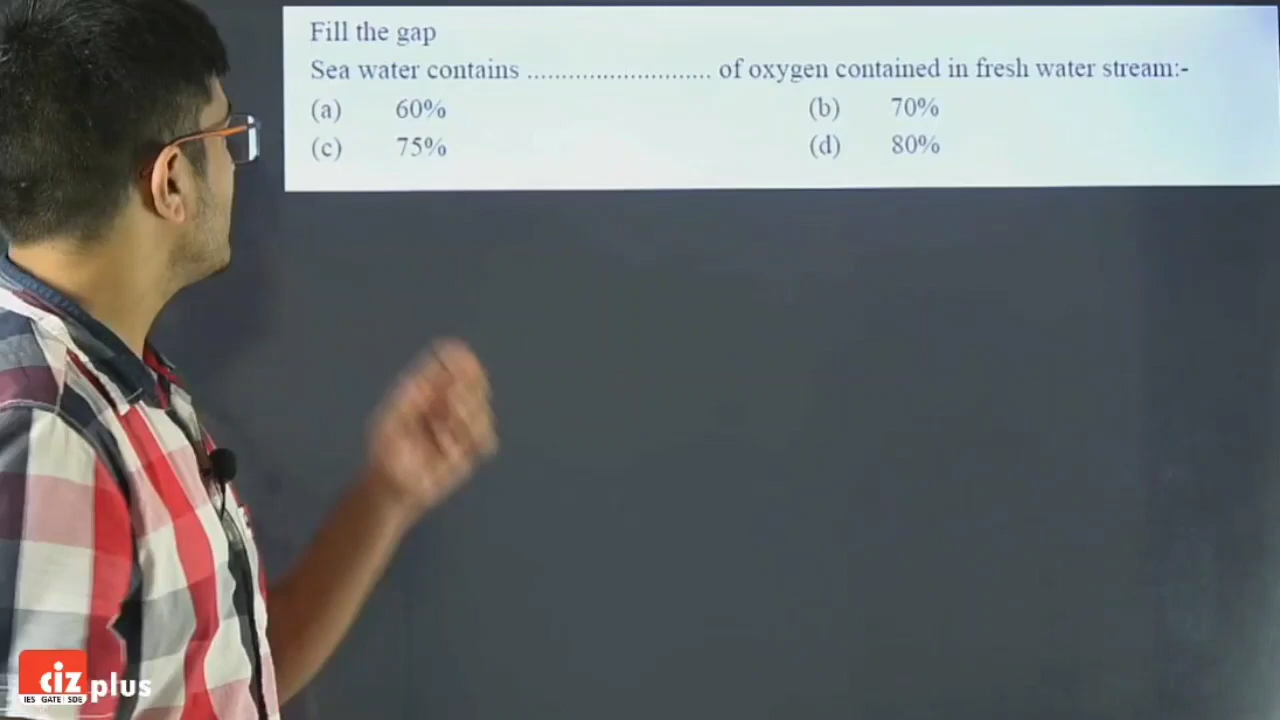 Fill the gap
Sea water contains ........................... of oxygen contained in fresh water stream:-
(a) 60% (b) 70%
(c) 75% (d) 80%
ciz plus
IES GATE SDE